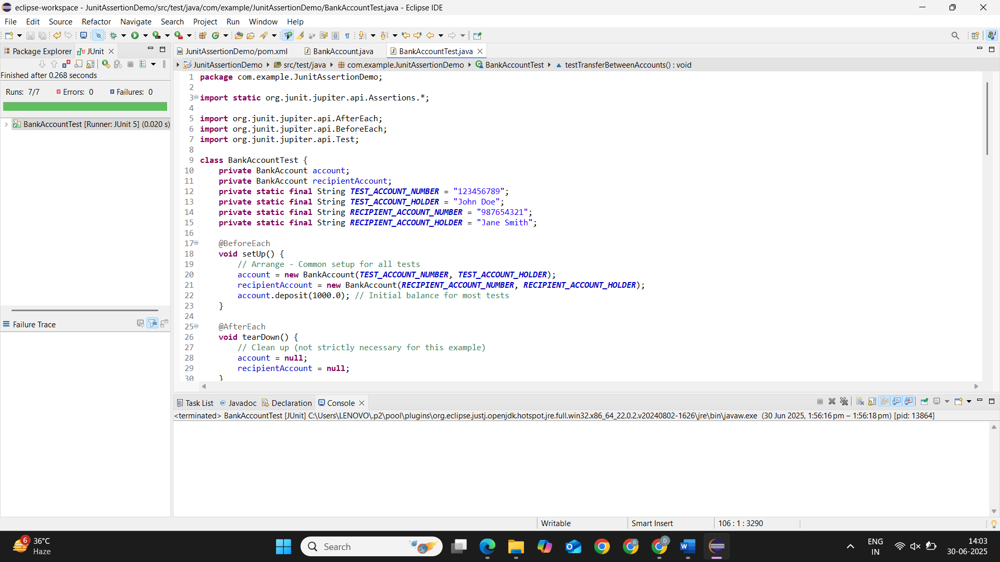 eclipse-workspace - JunitAssertionDemo/src/test/java/com/example/JunitAssertionDemo/BankAccountTest.java - Eclipse IDE
File Edit Source Refactor Navigate Search Project Run Window Help
Package Explorer JUnit
Finished after 0.268 seconds
Runs: 7/7 Errors: 0 Failures: 0
BankAccountTest [Runner: JUnit 5] (0.020 s)
Failure Trace
JunitAssertionDemo/pom.xml BankAccount.java BankAccountTest.java
JunitAssertionDemo src/test/java com.example.JunitAssertionDemo BankAccountTest testTransferBetweenAccounts() : void
1 package com.example.JunitAssertionDemo;
2
3 import static org.junit.jupiter.api.Assertions.*;
4
5 import org.junit.jupiter.api.AfterEach;
6 import org.junit.jupiter.api.BeforeEach;
7 import org.junit.jupiter.api.Test;
8
9 class BankAccountTest {
10 private BankAccount account;
11 private BankAccount recipientAccount;
12 private static final String TEST_ACCOUNT_NUMBER = "123456789";
13 private static final String TEST_ACCOUNT_HOLDER = "John Doe";
14 private static final String RECIPIENT_ACCOUNT_NUMBER = "987654321";
15 private static final String RECIPIENT_ACCOUNT_HOLDER = "Jane Smith";
16
17 @BeforeEach
18 void setUp() {
19 // Arrange - Common setup for all tests
20 account = new BankAccount(TEST_ACCOUNT_NUMBER, TEST_ACCOUNT_HOLDER);
21 recipientAccount = new BankAccount(RECIPIENT_ACCOUNT_NUMBER, RECIPIENT_ACCOUNT_HOLDER);
22 account.deposit(1000.0); // Initial balance for most tests
23 }
24
25 @AfterEach
26 void tearDown() {
27 // Clean up (not strictly necessary for this example)
28 account = null;
29 recipientAccount = null;
30 }
Task List Javadoc Declaration Console
<terminated> BankAccountTest [JUnit] C:\Users\LENOVO\.p2\pool\plugins\org.eclipse.justj.openjdk.hotspot.jre.full.win32.x86_64_22.0.2.v20240802-1626\jre\bin\javaw.exe (30 Jun 2025, 1:56:16 pm – 1:56:18 pm) [pid: 13864]
Writable Smart Insert 106 : 1 : 3290
6
36°C
Haze
Search
ENG
IN
14:03
30-06-2025